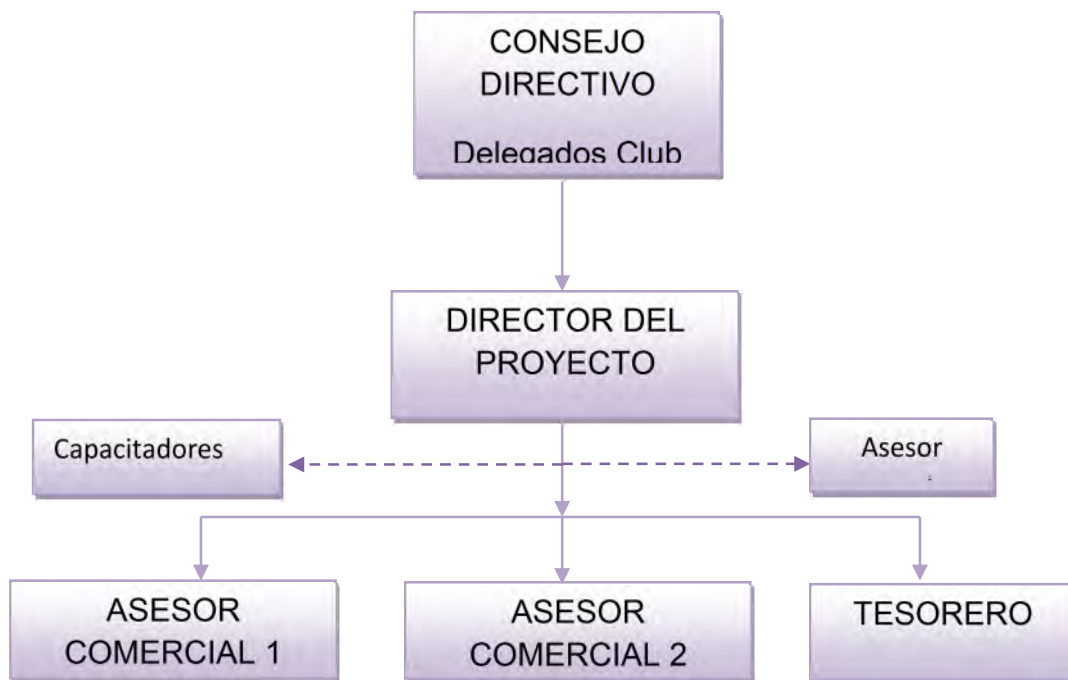 CONSEJO
DIRECTIVO
Delegados Club
DIRECTOR DEL
PROYECTO
Capacitadores
Asesor
ASESOR
COMERCIAL 1
ASESOR
COMERCIAL 2
TESORERO